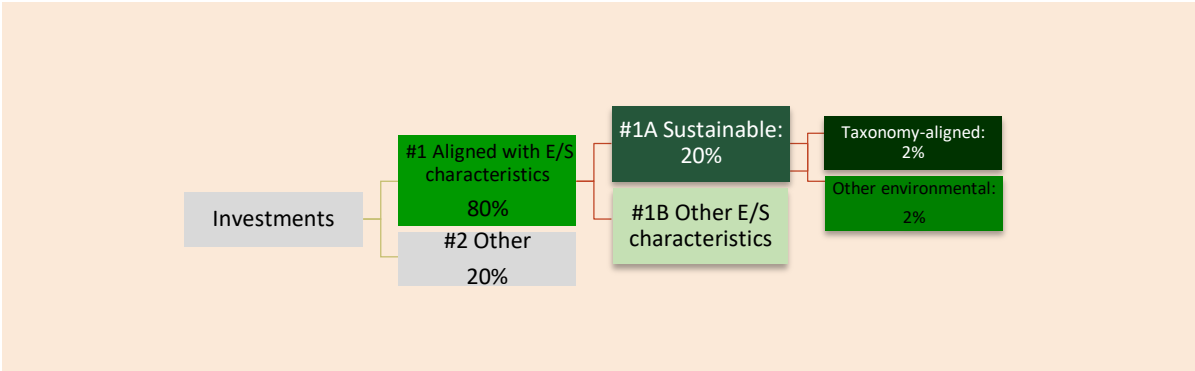 Investments
#1 Aligned with E/S
characteristics
80%
#2 Other
20%
#1A Sustainable:
20%
#1B Other E/S
characteristics
Taxonomy-aligned:
2%
Other environmental:
2%